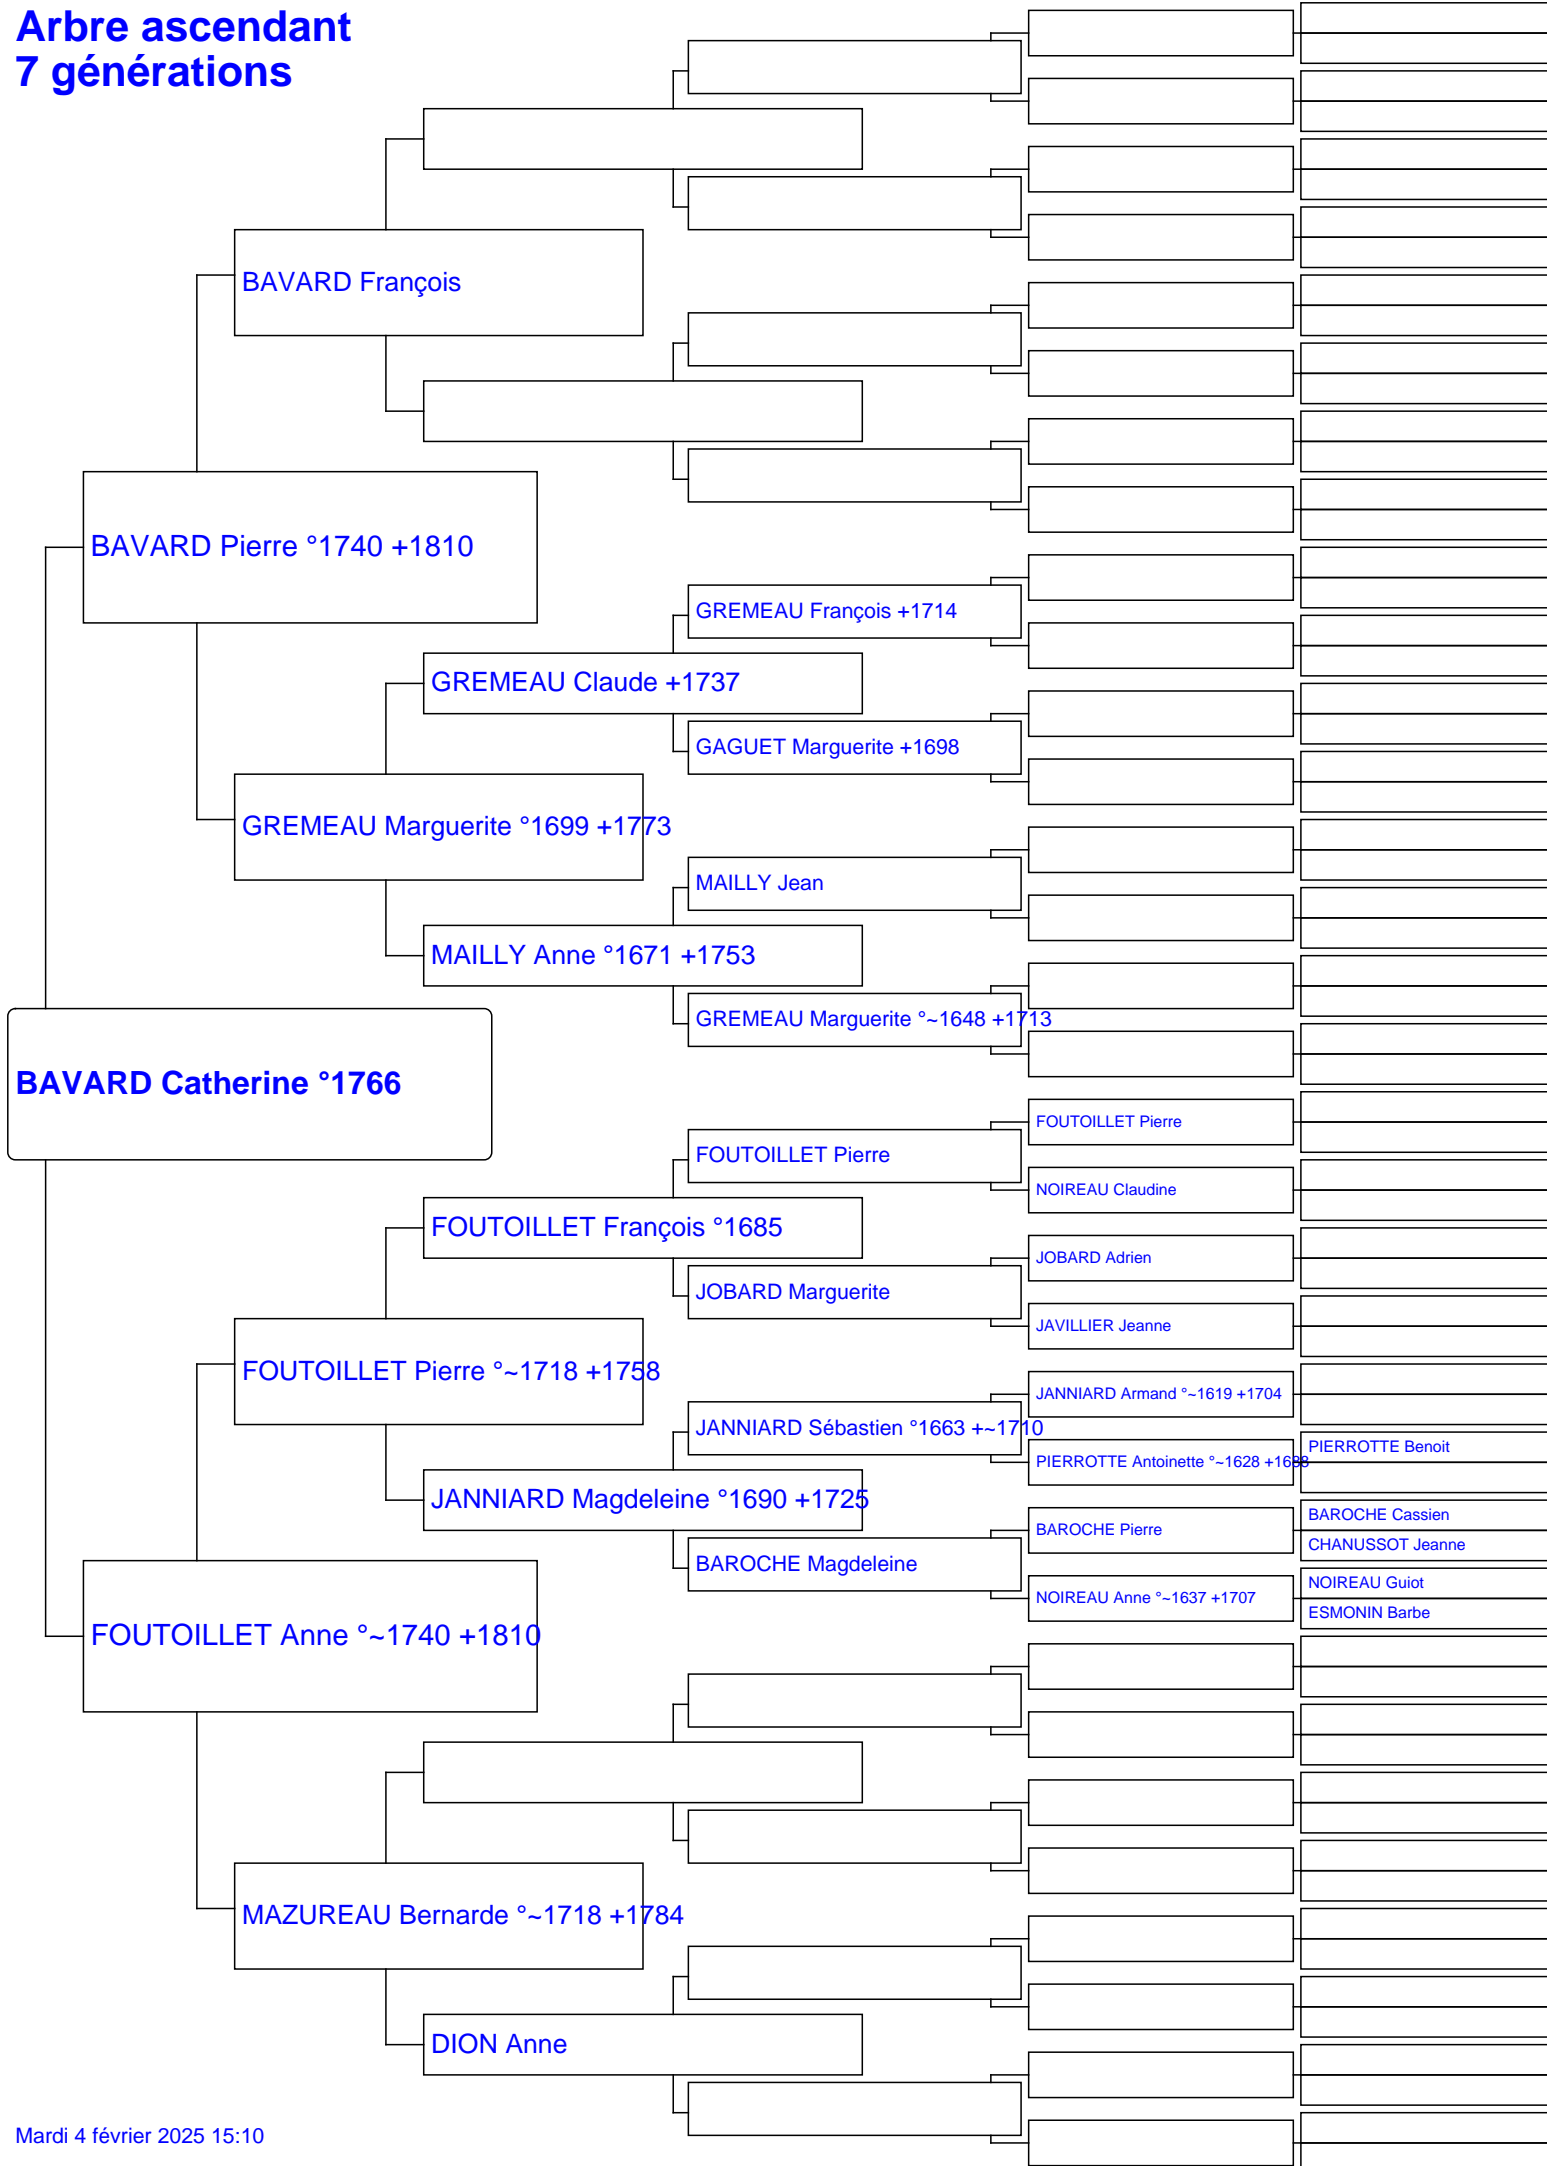 Arbre ascendant
7 générations
BAVARD François
BAVARD Pierre °1740 +1810
GREMEAU François +1714
GREMEAU Claude +1737
GAGUET Marguerite +1698
GREMEAU Marguerite °1699 +1773
MAILLY Jean
MAILLY Anne °1671 +1753
GREMEAU Marguerite °~1648 +1713
BAVARD Catherine °1766
FOUTOILLET Pierre
FOUTOILLET Pierre
NOIREAU Claudine
FOUTOILLET François °1685
JOBARD Adrien
JOBARD Marguerite
JAVILLIER Jeanne
FOUTOILLET Pierre °~1718 +1758
JANNIARD Armand °~1619 +1704
JANNIARD Sébastien °1663 +~1710
PIERROTTE Benoit
PIERROTTE Antoinette °~1628 +1688
JANNIARD Magdeleine °1690 +1725
BAROCHE Cassien
BAROCHE Pierre
CHANUSSOT Jeanne
BAROCHE Magdeleine
NOIREAU Guiot
NOIREAU Anne °~1637 +1707
ESMONIN Barbe
FOUTOILLET Anne °~1740 +1810
MAZUREAU Bernarde °~1718 +1784
DION Anne
Mardi 4 février 2025 15:10